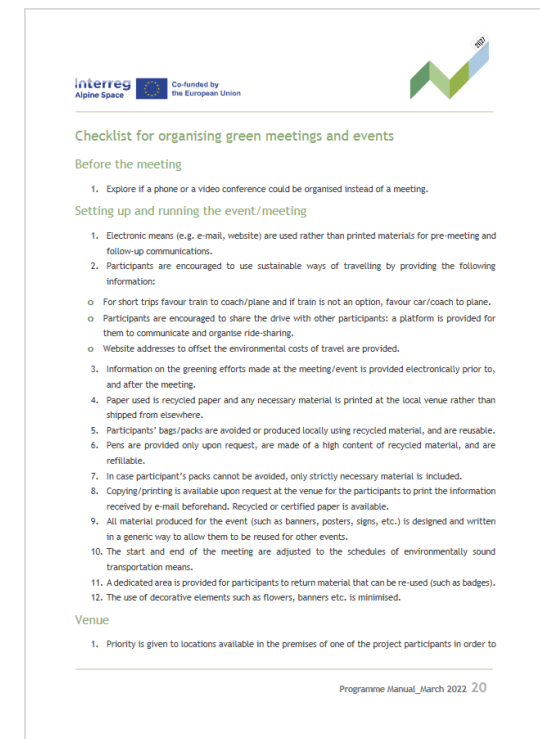 2027
Interreg
Alpine Space
Co-funded by
the European Union
Checklist for organising green meetings and events
Before the meeting
1. Explore if a phone or a video conference could be organised instead of a meeting.
Setting up and running the event/meeting
1. Electronic means (e.g. e-mail, website) are used rather than printed materials for pre-meeting and
follow-up communications.
2. Participants are encouraged to use sustainable ways of travelling by providing the following
information:
o For short trips favour train to coach/plane and if train is not an option, favour car/coach to plane.
o Participants are encouraged to share the drive with other participants: a platform is provided for
them to communicate and organise ride-sharing.
o Website addresses to offset the environmental costs of travel are provided.
3. Information on the greening efforts made at the meeting/event is provided electronically prior to,
and after the meeting.
4. Paper used is recycled paper and any necessary material is printed at the local venue rather than
shipped from elsewhere.
5. Participants' bags/packs are avoided or produced locally using recycled material, and are reusable.
6. Pens are provided only upon request, are made of a high content of recycled material, and are
refillable.
7. In case participant's packs cannot be avoided, only strictly necessary material is included.
8. Copying/printing is available upon request at the venue for the participants to print the information
received by e-mail beforehand. Recycled or certified paper is available.
9. All material produced for the event (such as banners, posters, signs, etc.) is designed and written
in a generic way to allow them to be reused for other events.
10. The start and end of the meeting are adjusted to the schedules of environmentally sound
transportation means.
11. A dedicated area is provided for participants to return material that can be re-used (such as badges).
12. The use of decorative elements such as flowers, banners etc. is minimised.
Venue
1. Priority is given to locations available in the premises of one of the project participants in order to
Programme Manual_March 2022 20